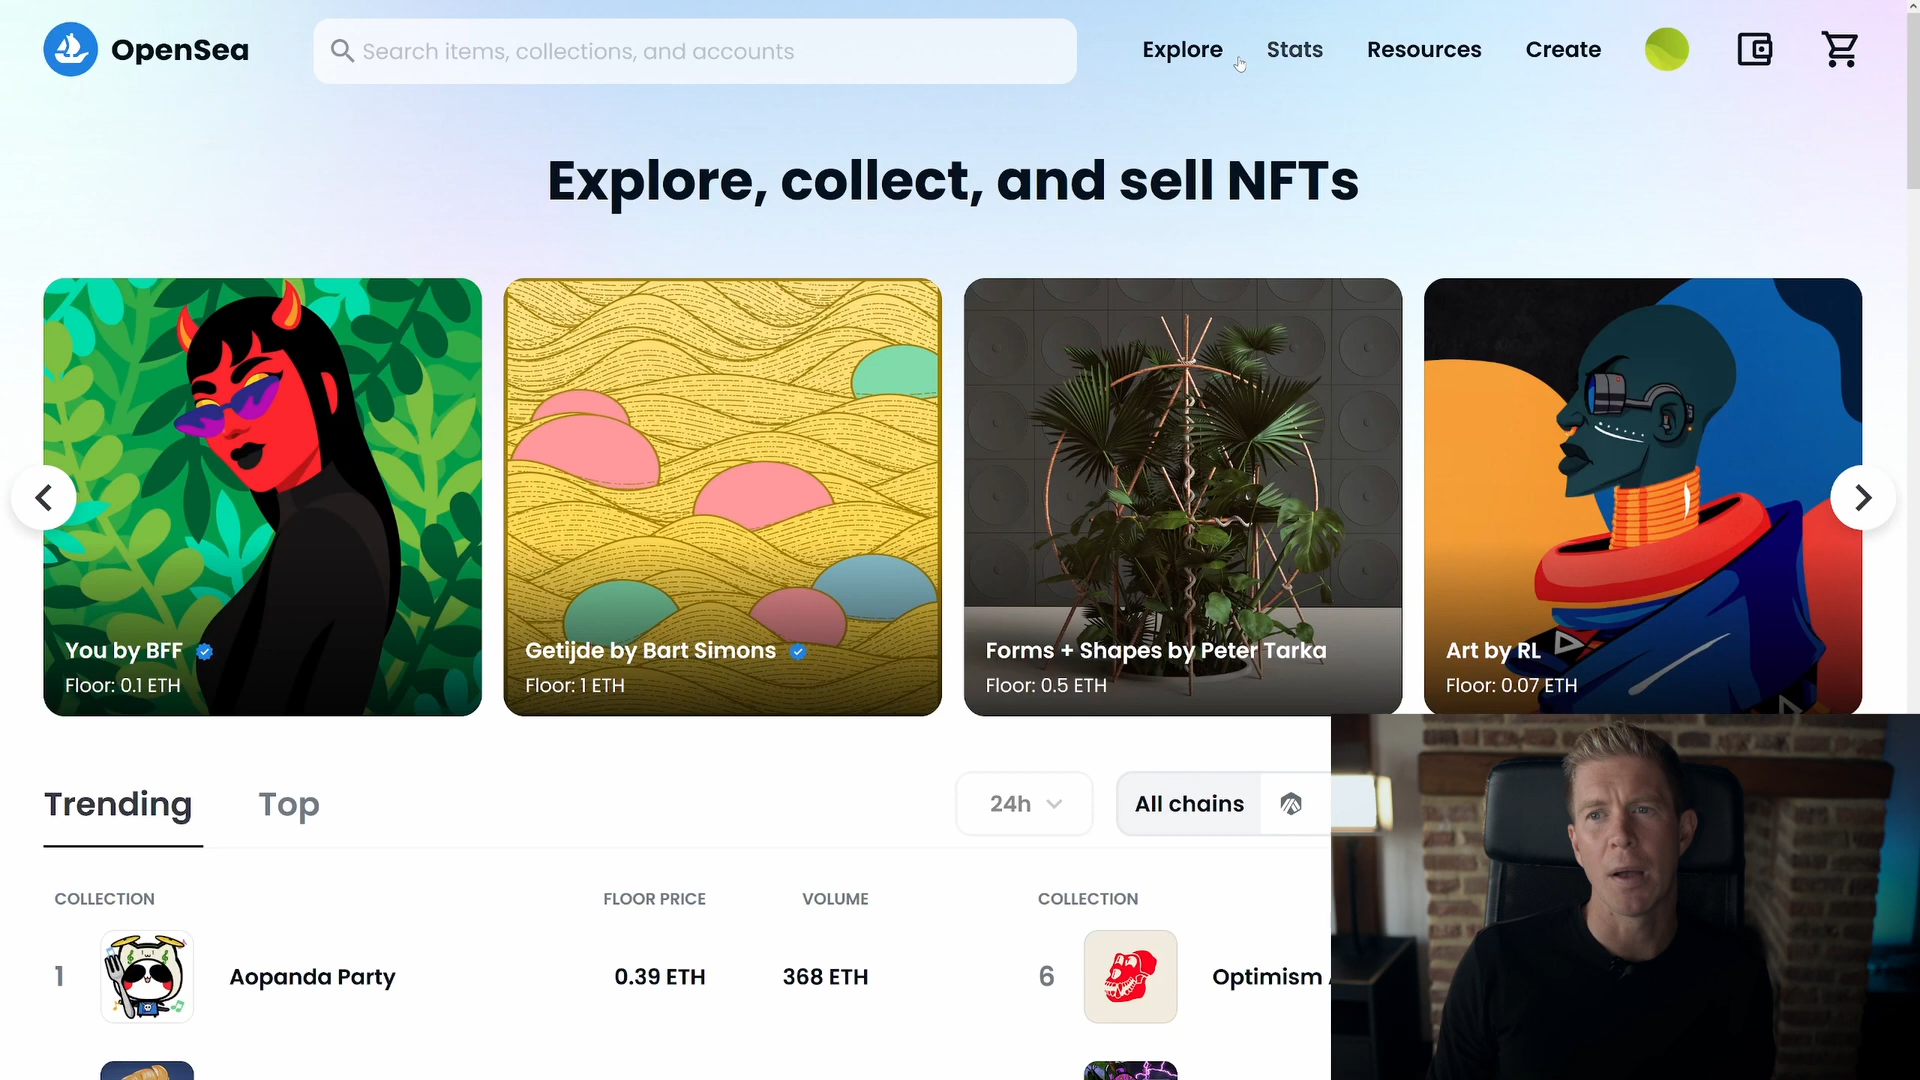 OpenSea
Search items, collections, and accounts
Explore
Stats
Resources
Create
Explore, collect, and sell NFTs
You by BFF
Floor: 0.1 ETH
Getijde by Bart Simons
Floor: 1 ETH
Forms + Shapes by Peter Tarka
Floor: 0.5 ETH
Art by RL
Floor: 0.07 ETH
Trending
Top
24h
All chains
COLLECTION
FLOOR PRICE
VOLUME
COLLECTION
1
Aopanda Party
0.39 ETH
368 ETH
6
Optimism